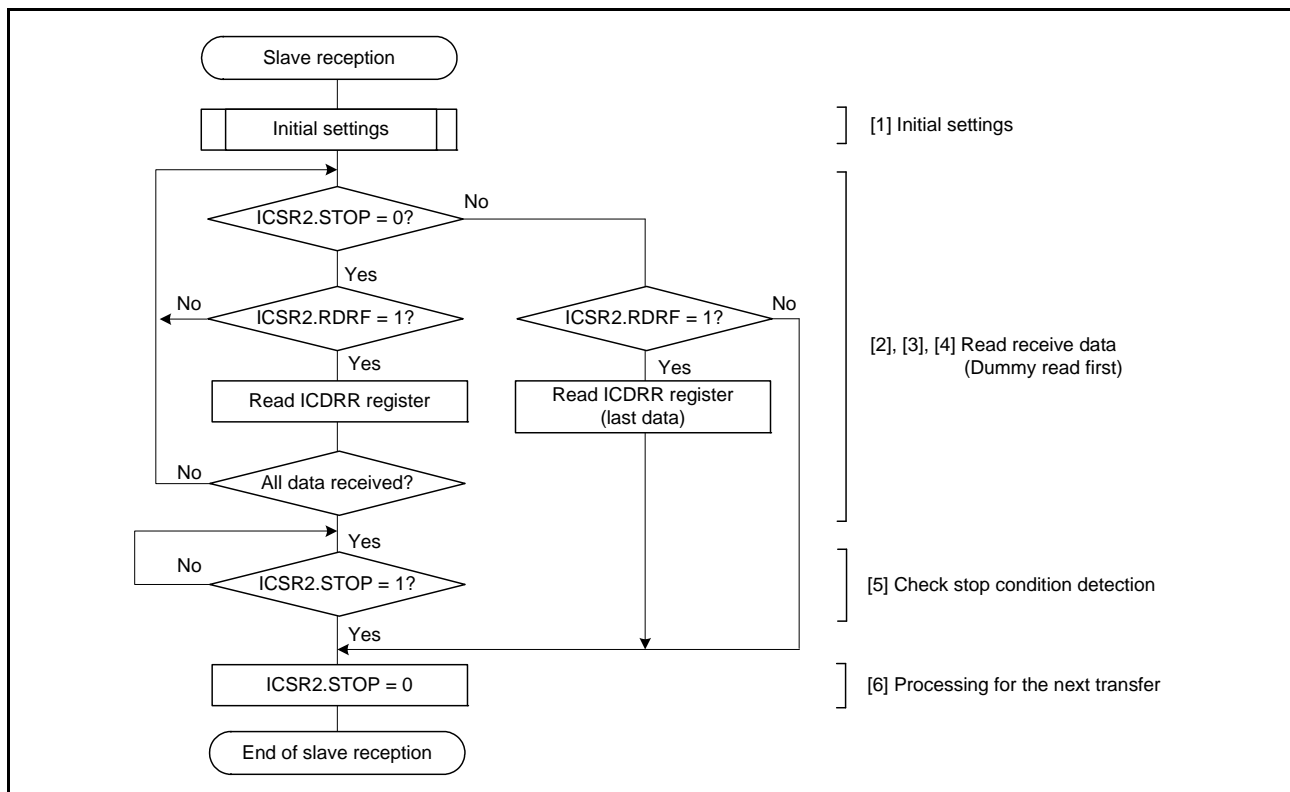 Slave reception
Initial settings
[1] Initial settings
No
ICSR2.STOP = 0?
Yes
No
ICSR2.RDRF = 1?
ICSR2.RDRF = 1?
No
[2], [3], [4] Read receive data
(Dummy read first)
Yes
Yes
Read ICDRR register
Read ICDRR register
(last data)
No
All data received?
Yes
No
ICSR2.STOP = 1?
[5] Check stop condition detection
Yes
ICSR2.STOP = 0
[6] Processing for the next transfer
End of slave reception